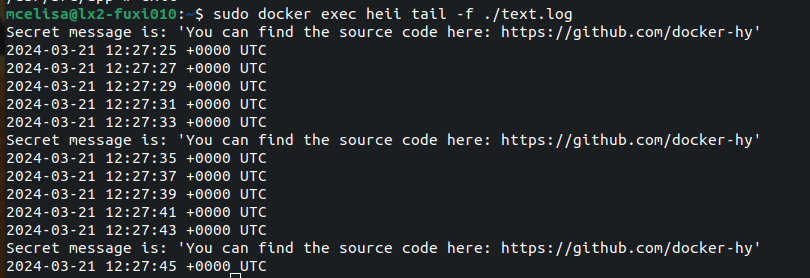 mcelisa@lx2-fuxi010:~$ sudo docker exec heii tail -f ./text.log
Secret message is: 'You can find the source code here: https://github.com/docker-hy'
2024-03-21 12:27:25 +0000 UTC
2024-03-21 12:27:27 +0000 UTC
2024-03-21 12:27:29 +0000 UTC
2024-03-21 12:27:31 +0000 UTC
2024-03-21 12:27:33 +0000 UTC
Secret message is: 'You can find the source code here: https://github.com/docker-hy'
2024-03-21 12:27:35 +0000 UTC
2024-03-21 12:27:37 +0000 UTC
2024-03-21 12:27:39 +0000 UTC
2024-03-21 12:27:41 +0000 UTC
2024-03-21 12:27:43 +0000 UTC
Secret message is: 'You can find the source code here: https://github.com/docker-hy'
2024-03-21 12:27:45 +0000 UTC